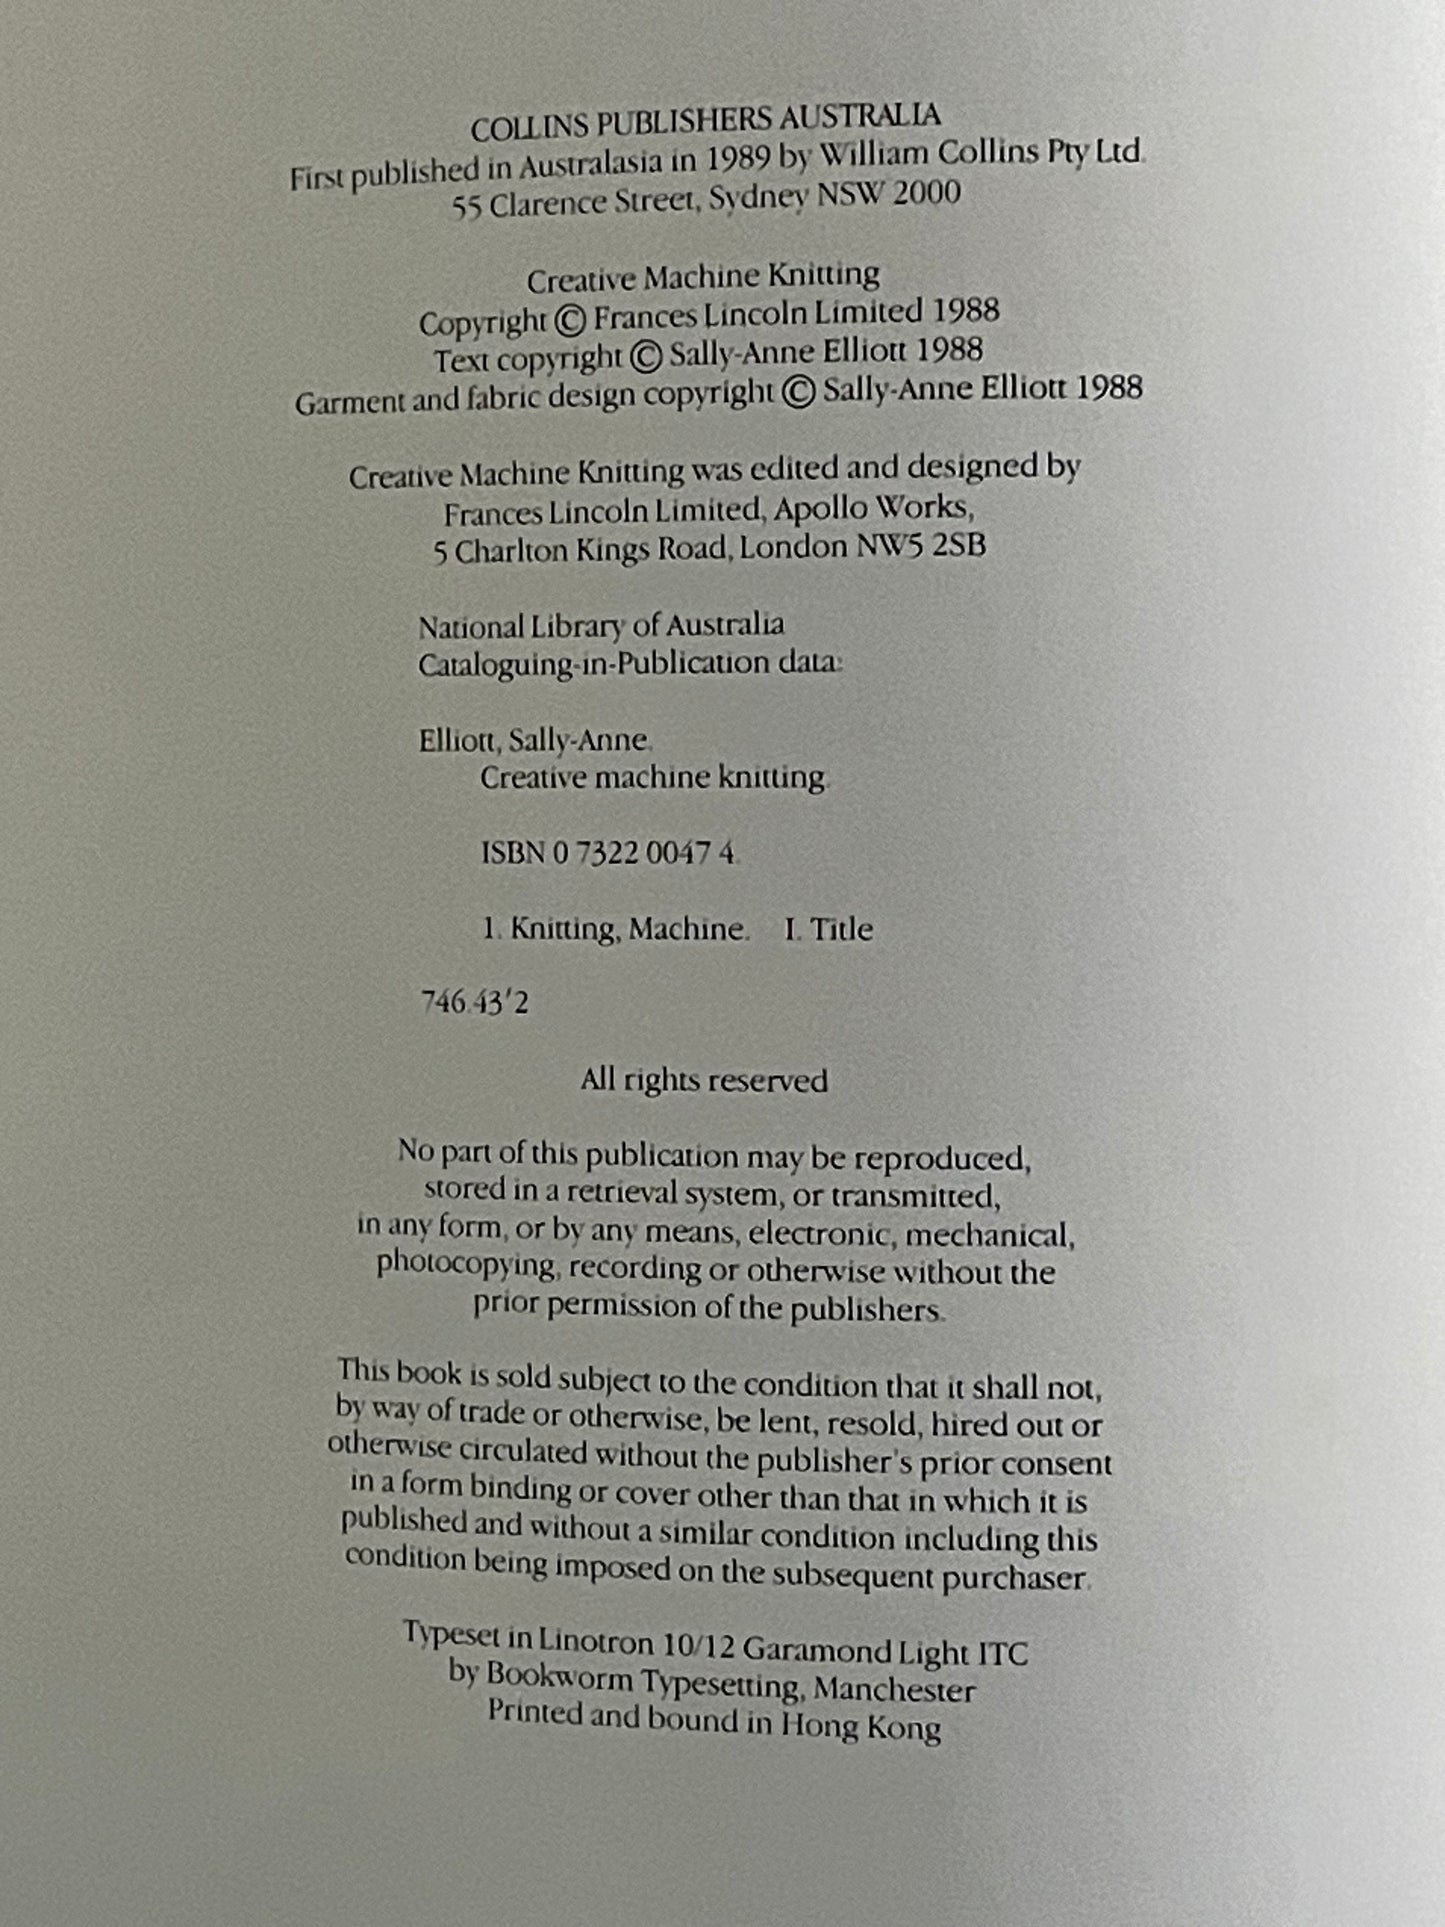 COLLINS PUBLISHERS AUSTRALIA
First published in Australasia in 1989 by William Collins Pty Ltd.
55 Clarence Street, Sydney NSW 2000
Creative Machine Knitting
Copyright © Frances Lincoln Limited 1988
Text copyright © Sally-Anne Elliott 1988
Garment and fabric design copyright © Sally-Anne Elliott 1988
Creative Machine Knitting was edited and designed by
Frances Lincoln Limited, Apollo Works,
5 Charlton Kings Road, London NW5 2SB
National Library of Australia
Cataloguing-in-Publication data:
Elliott, Sally-Anne.
Creative machine knitting.
ISBN 0 7322 0047 4.
1. Knitting, Machine. I. Title
746.43'2
All rights reserved
No part of this publication may be reproduced,
stored in a retrieval system, or transmitted,
in any form, or by any means, electronic, mechanical,
photocopying, recording or otherwise without the
prior permission of the publishers.
This book is sold subject to the condition that it shall not,
by way of trade or otherwise, be lent, resold, hired out or
otherwise circulated without the publisher's prior consent
in a form binding or cover other than that in which it is
published and without a similar condition including this
condition being imposed on the subsequent purchaser.
Typeset in Linotron 10/12 Garamond Light ITC
by Bookworm Typesetting, Manchester
Printed and bound in Hong Kong